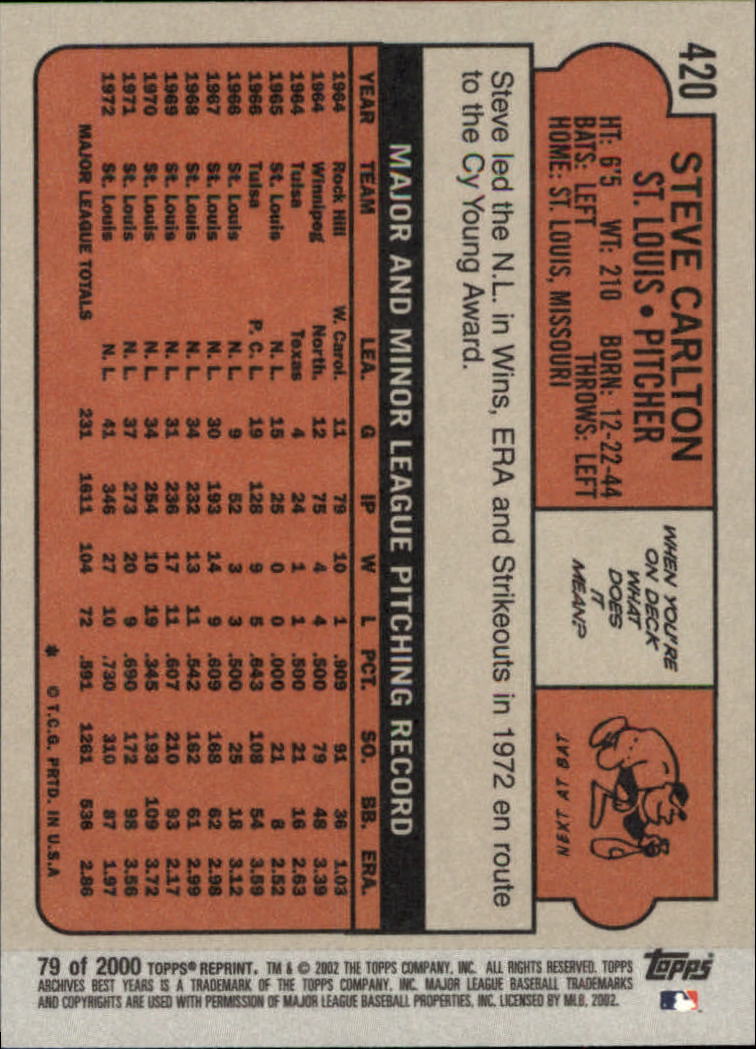 420
STEVE CARLTON
ST. LOUIS • PITCHER
HT: 6'5 WT: 210 BORN: 12-22-44
BATS: LEFT THROWS: LEFT
HOME: ST. LOUIS, MISSOURI
WHEN YOU'RE
ON DECK
WHAT
DOES
IT
MEAN?
NEXT AT BAT
Steve led the N.L. in Wins, ERA and Strikeouts in 1972 en route
to the Cy Young Award.
MAJOR AND MINOR LEAGUE PITCHING RECORD
YEAR TEAM LEA. G IP W L PCT. SO. BB. ERA.
1964 Rock Hill W. Carol. 11 79 10 1 .909 91 36 1.03
1964 Winnipeg North. 12 75 4 4 .500 79 48 3.39
1964 Tulsa Texas 4 24 1 1 .500 21 16 2.63
1965 St. Louis N. L. 15 25 0 0 .000 21 8 2.52
1966 Tulsa P. C. L. 19 128 9 5 .643 108 54 3.59
1966 St. Louis N. L. 9 52 3 3 .500 25 18 3.12
1967 St. Louis N. L. 30 193 14 9 .609 168 62 2.98
1968 St. Louis N. L. 34 232 13 11 .542 162 61 2.99
1969 St. Louis N. L. 31 236 17 11 .607 210 93 2.17
1970 St. Louis N. L. 34 254 10 19 .345 193 109 3.72
1971 St. Louis N. L. 37 273 20 9 .690 172 98 3.56
1972 St. Louis N. L. 41 346 27 10 .730 310 87 1.97
MAJOR LEAGUE TOTALS 231 1611 104 72 .591 1261 536 2.86
* © T.C.G. PRTD. IN U.S.A
79 of 2000 TOPPS® REPRINT. TM & © 2002 THE TOPPS COMPANY, INC. ALL RIGHTS RESERVED. TOPPS
ARCHIVES BEST YEARS IS A TRADEMARK OF THE TOPPS COMPANY, INC. MAJOR LEAGUE BASEBALL TRADEMARKS
AND COPYRIGHTS ARE USED WITH PERMISSION OF MAJOR LEAGUE BASEBALL PROPERTIES, INC. LICENSED BY MLB, 2002.
topps